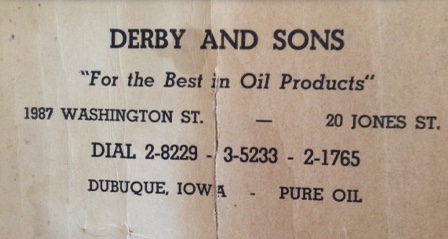 DERBY AND SONS
"For the Best in Oil Products"
1987 WASHINGTON ST. — 20 JONES ST.
DIAL 2-8229 - 3-5233 - 2-1765
DUBUQUE, IOWA - PURE OIL